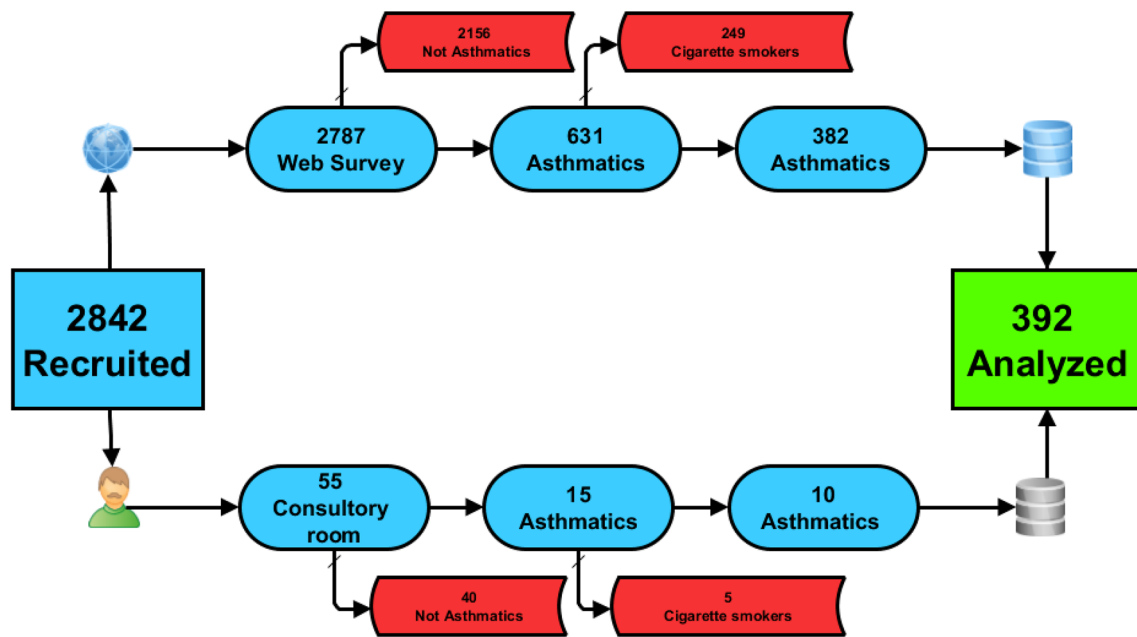 2156
Not Asthmatics
249
Cigarette smokers
2787
Web Survey
631
Asthmatics
382
Asthmatics
2842
Recruited
392
Analyzed
55
Consultory
room
15
Asthmatics
10
Asthmatics
40
Not Asthmatics
5
Cigarette smokers